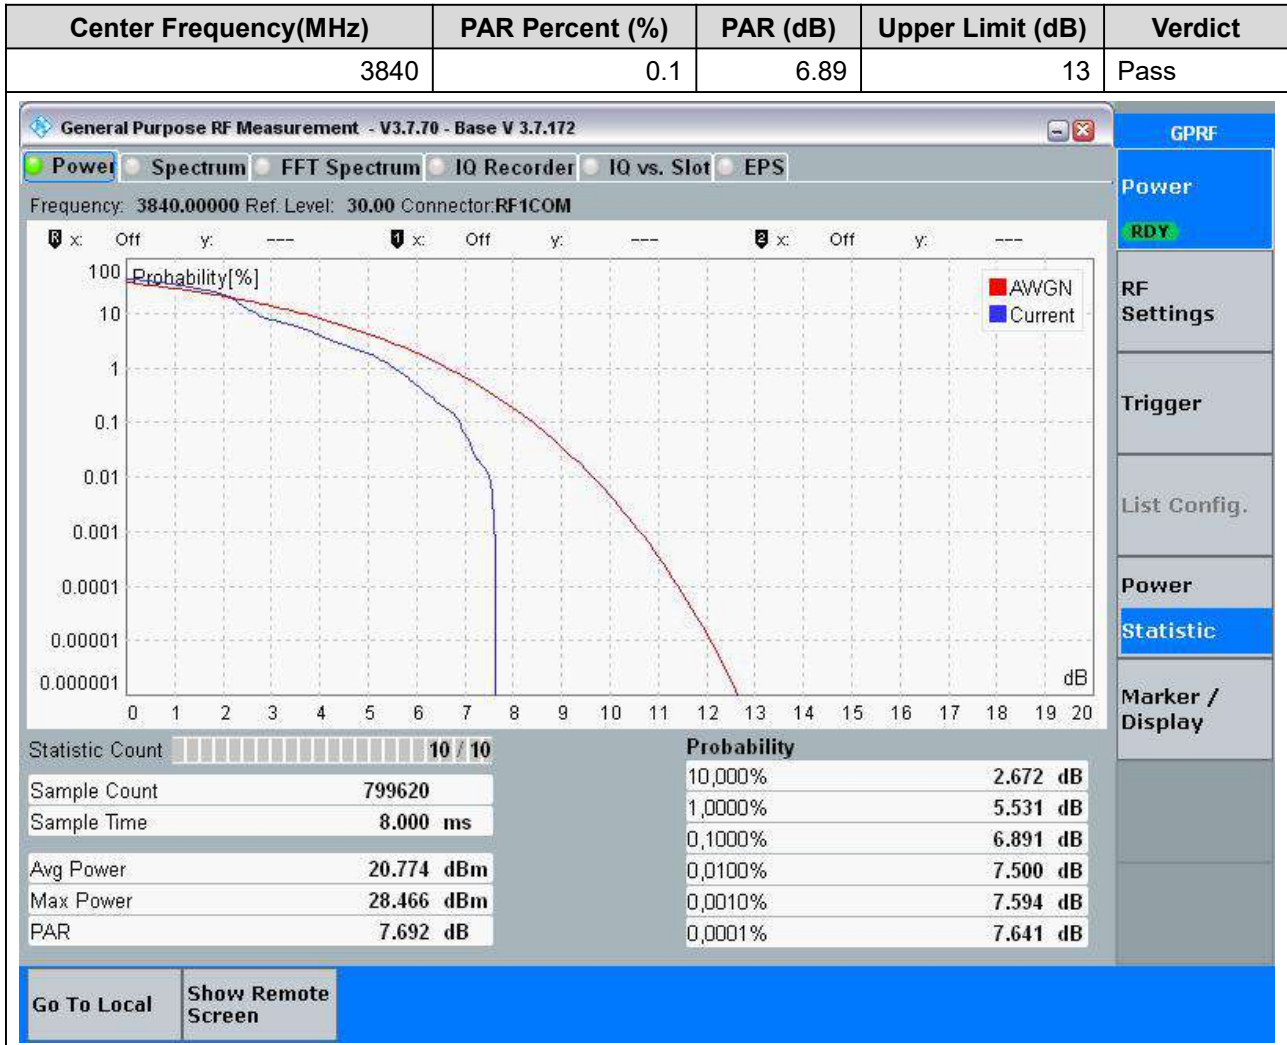 Center Frequency(MHz) PAR Percent (%) PAR (dB) Upper Limit (dB) Verdict
3840 0.1 6.89 13 Pass
General Purpose RF Measurement - V3.7.70 - Base V 3.7.172
GPRF
Power Spectrum FFT Spectrum IQ Recorder IQ vs. Slot EPS
Power
RDY
Frequency: 3840.00000 Ref. Level: 30.00 Connector:RF1COM
R x: Off y: --- 1 x: Off y: --- 2 x: Off y: ---
Probability[%]
AWGN
Current
100
10
1
0.1
0.01
0.001
0.0001
0.00001
0.000001
dB
0 1 2 3 4 5 6 7 8 9 10 11 12 13 14 15 16 17 18 19 20
RF
Settings
Trigger
List Config.
Power
Statistic
Marker /
Display
Statistic Count 10 / 10
Sample Count 799620
Sample Time 8.000 ms
Avg Power 20.774 dBm
Max Power 28.466 dBm
PAR 7.692 dB
Probability
10,000% 2.672 dB
1,0000% 5.531 dB
0,1000% 6.891 dB
0,0100% 7.500 dB
0,0010% 7.594 dB
0,0001% 7.641 dB
Go To Local
Show Remote
Screen